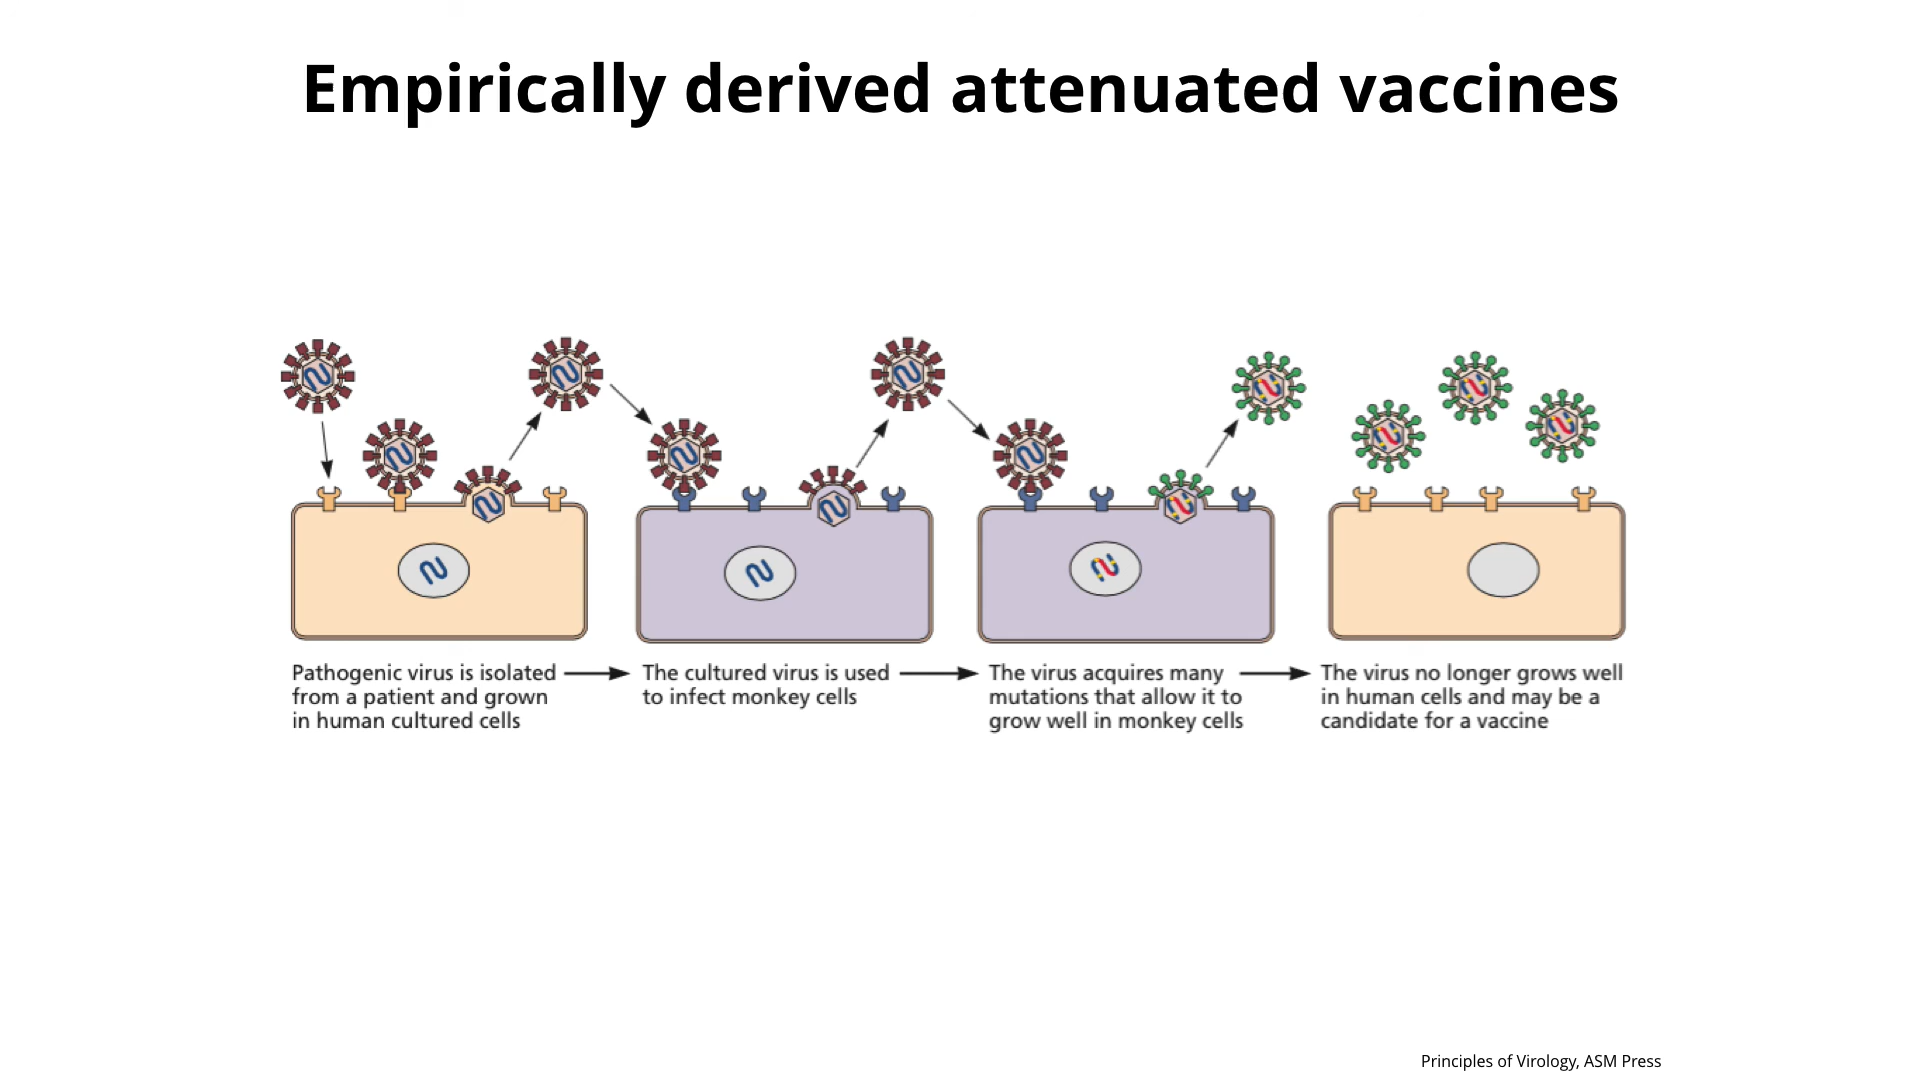 Empirically derived attenuated vaccines
Pathogenic virus is isolated
from a patient and grown
in human cultured cells
The cultured virus is used
to infect monkey cells
The virus acquires many
mutations that allow it to
grow well in monkey cells
The virus no longer grows well
in human cells and may be a
candidate for a vaccine
Principles of Virology, ASM Press